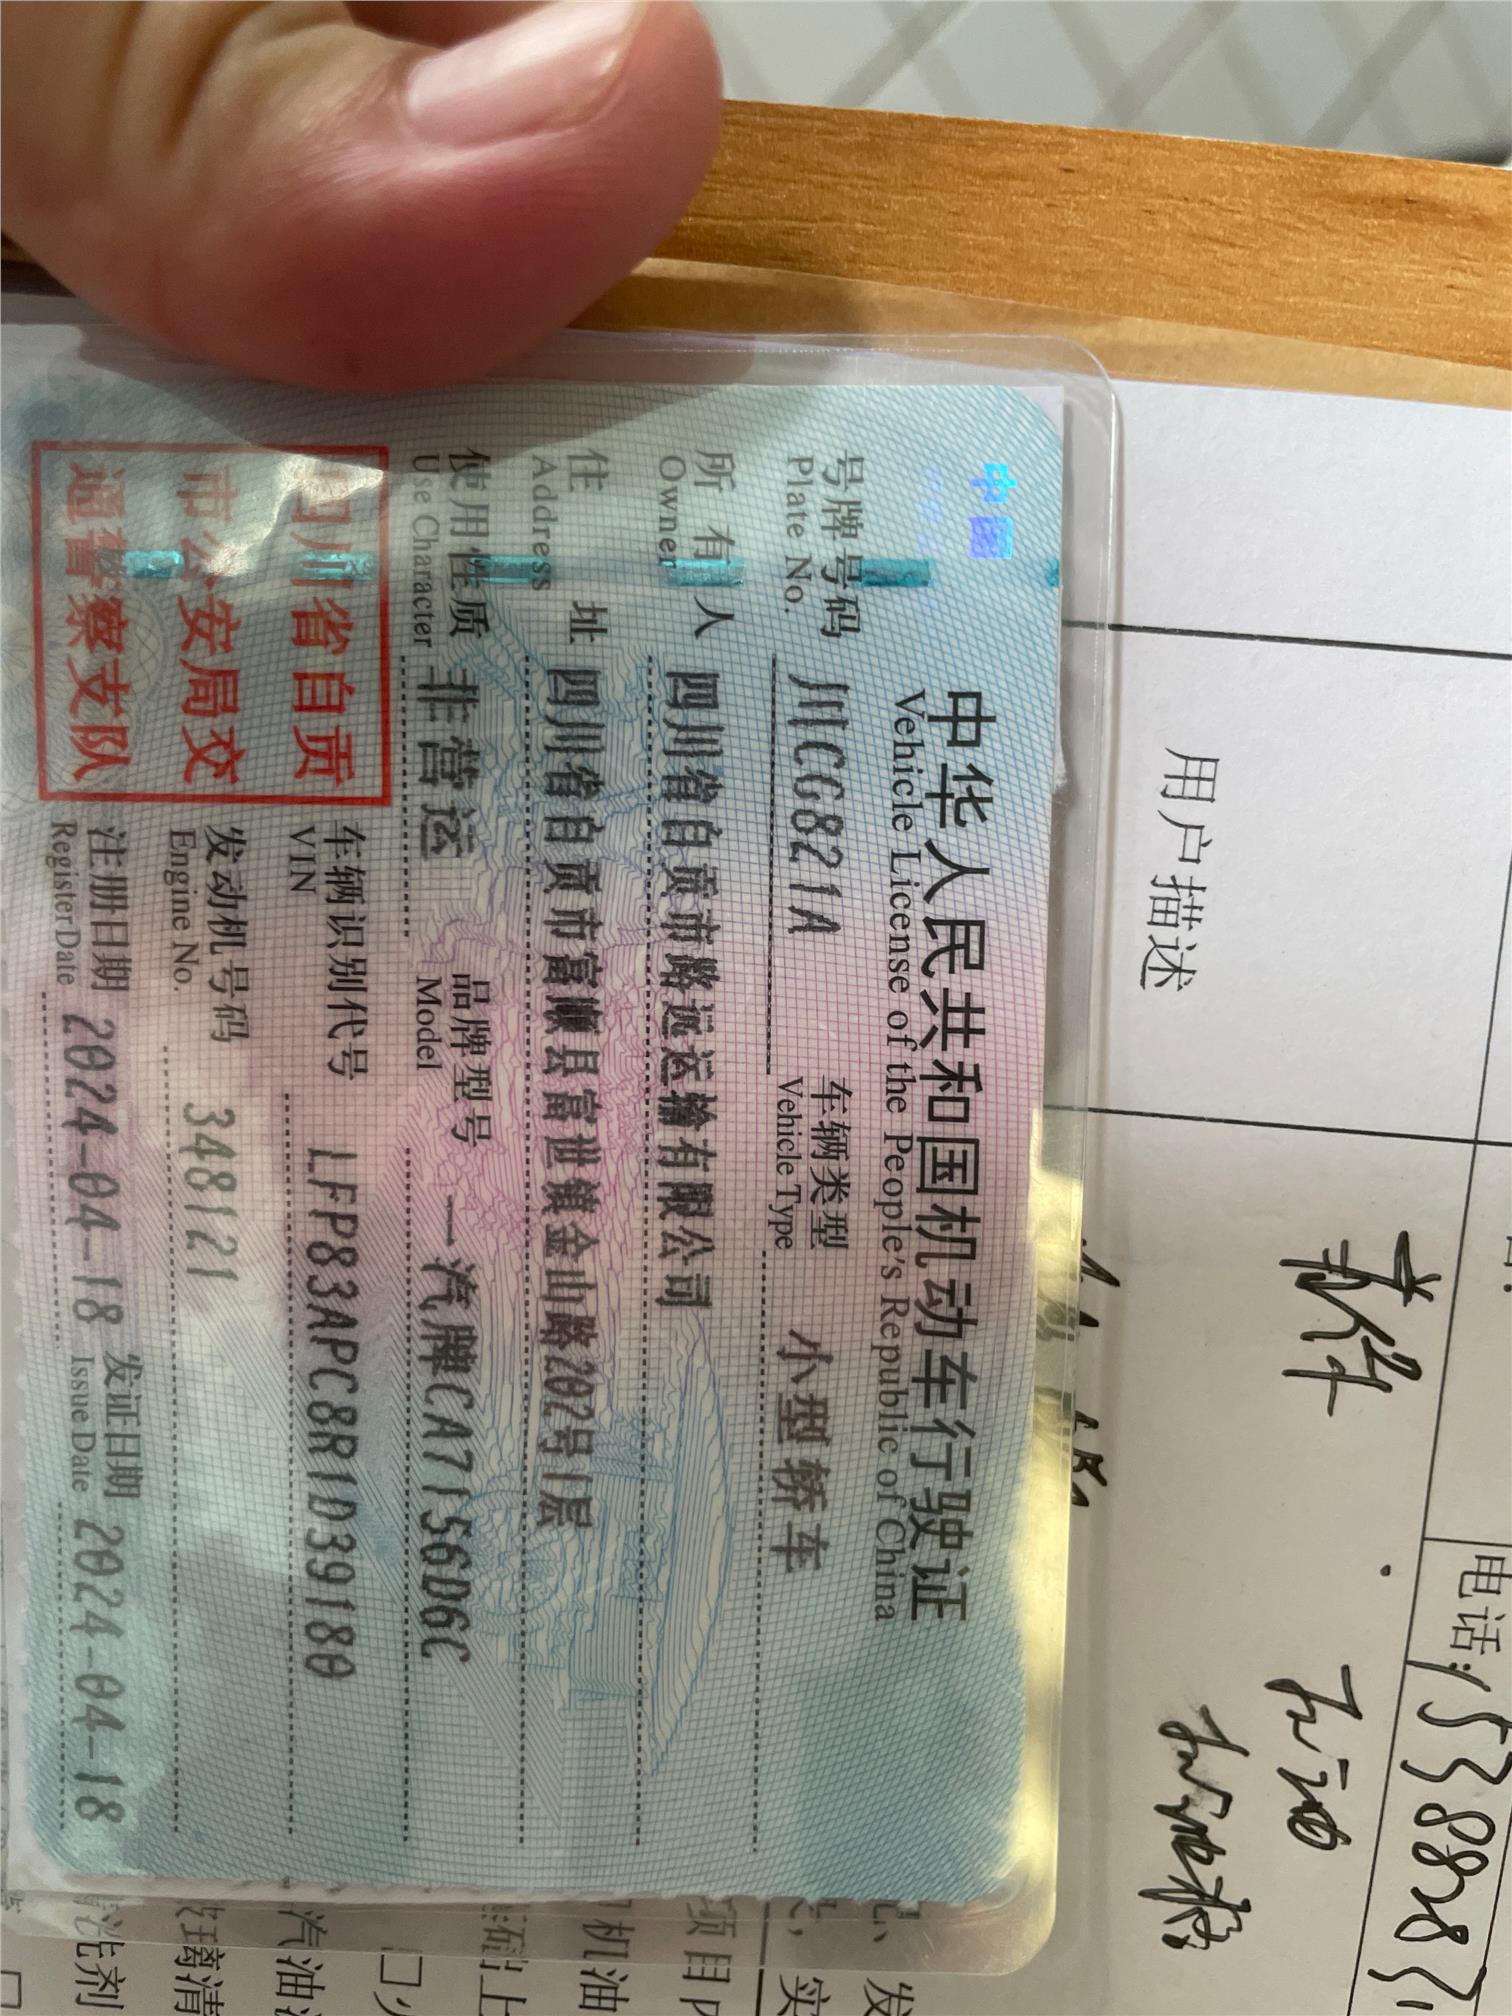 中国
中华人民共和国机动车行驶证
Vehicle License of the People's Republic of China
号牌号码 川CG821A 车辆类型 小型轿车
Plate No. Vehicle Type
所有人 四川省自贡市路远运输有限公司
Owner
住址 四川省自贡市富顺县富世镇金山路202号1层
Address
使用性质 非营运 品牌型号 一汽牌CA7156D6C
Use Character Model
四川省自贡
市公安局交
通警察支队
车辆识别代号 LFP83APC8R1D39180
VIN
发动机号码 348121
Engine No.
注册日期 2024-04-18 发证日期 2024-04-18
Register Date Issue Date
用户描述
电话:
机油
清洗剂